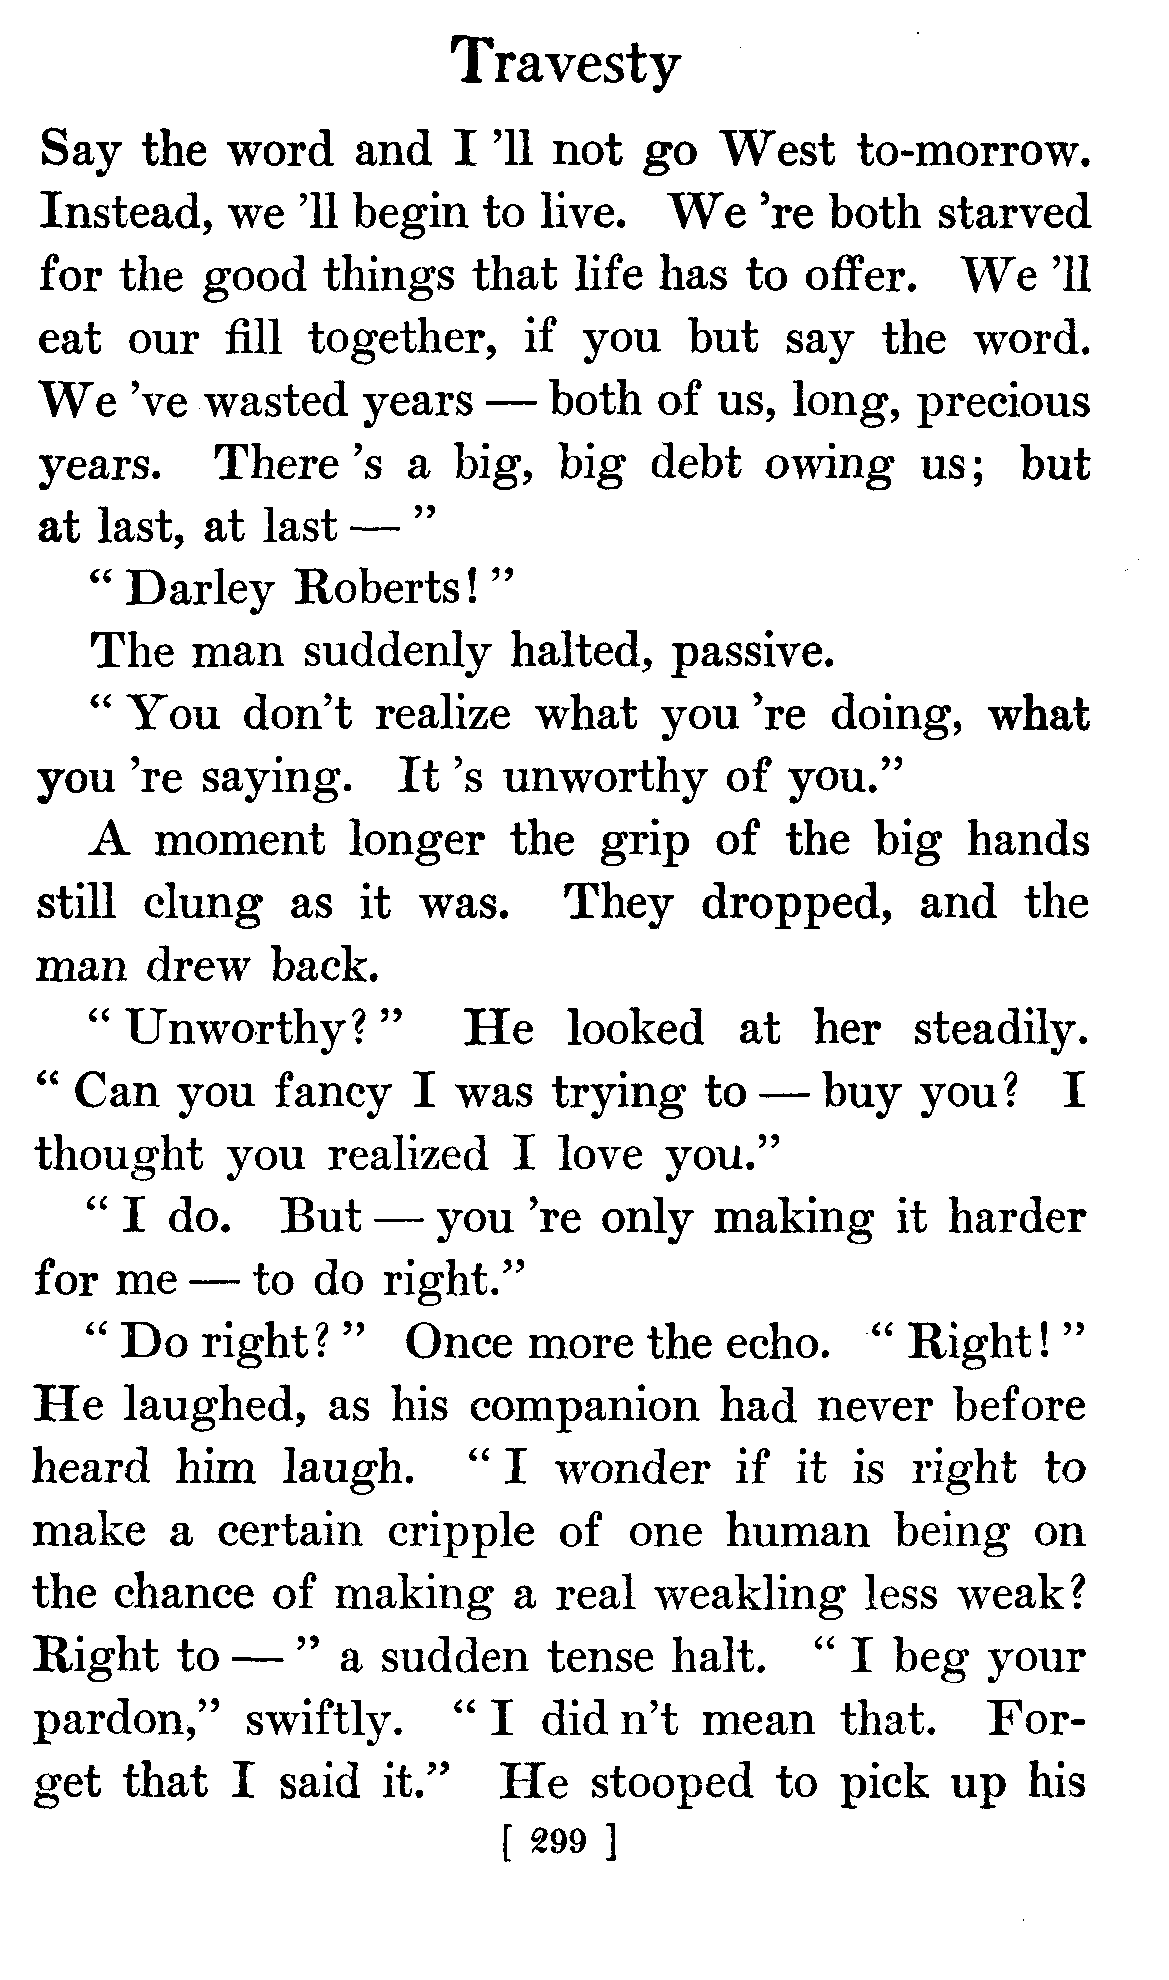 Travesty
Say the word and I 'll not go West to-morrow.
Instead, we 'll begin to live. We 're both starved
for the good things that life has to offer. We 'll
eat our fill together, if you but say the word.
We 've wasted years — both of us, long, precious
years. There 's a big, big debt owing us; but
at last, at last — ”
“ Darley Roberts! ”
The man suddenly halted, passive.
“ You don't realize what you 're doing, what
you 're saying. It 's unworthy of you.”
A moment longer the grip of the big hands
still clung as it was. They dropped, and the
man drew back.
“ Unworthy? ” He looked at her steadily.
“ Can you fancy I was trying to — buy you? I
thought you realized I love you.”
“ I do. But — you 're only making it harder
for me — to do right.”
“ Do right? ” Once more the echo. “ Right! ”
He laughed, as his companion had never before
heard him laugh. “ I wonder if it is right to
make a certain cripple of one human being on
the chance of making a real weakling less weak?
Right to — ” a sudden tense halt. “ I beg your
pardon,” swiftly. “ I did n't mean that. For-
get that I said it.” He stooped to pick up his
[ 299 ]